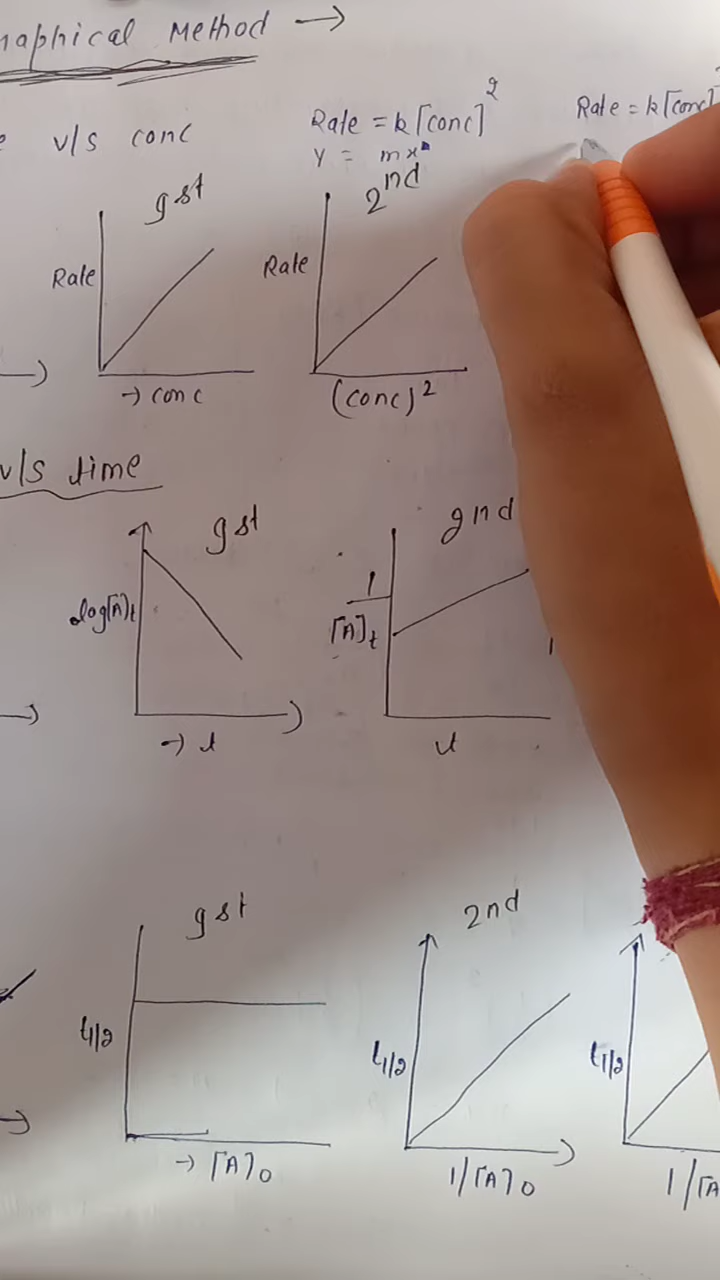 aphical Method →
v/s conc
Rate = k[conc]²
Rate = k[conc]
Y = mx
1st
2nd
Rate
Rate
→ conc
(conc)²
v/s time
1st
2nd
log[A]t
1/[A]t
→ t
t
1st
2nd
t1/2
t1/2
t1/2
→ [A]0
1/[A]0
1/[A